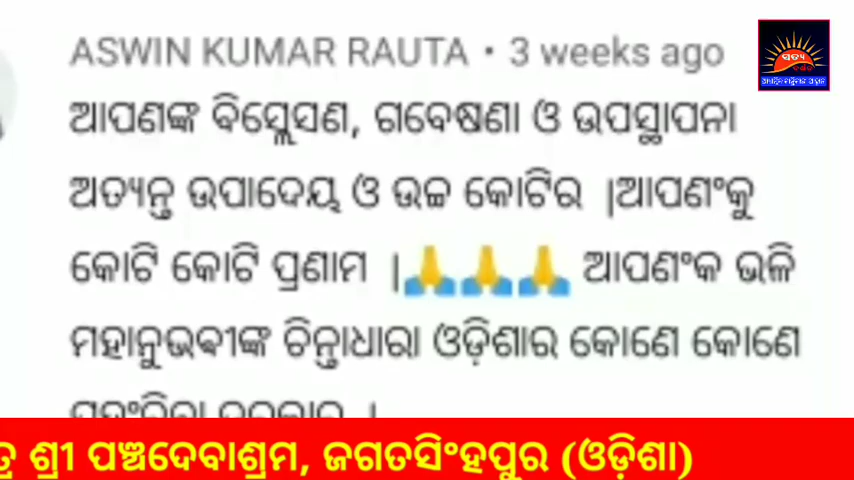 ASWIN KUMAR RAUTA • 3 weeks ago
ଆପଣଙ୍କ ବିସ୍ଲେସଣ, ଗବେଷଣା ଓ ଉପସ୍ଥାପନା
ଅତ୍ୟନ୍ତ ଉପାଦେୟ ଓ ଉଚ୍ଚ କୋଟିର |ଆପଣଂକୁ
କୋଟି କୋଟି ପ୍ରଣାମ |🙏🙏🙏 ଆପଣଂକ ଭଳି
ମହାନୁଭବୀଙ୍କ ଚିନ୍ତାଧାରା ଓଡ଼ିଶାର କୋଣେ କୋଣେ
ଶ୍ରୀ ପଞ୍ଚଦେବାଶ୍ରମ, ଜଗତସିଂହପୁର (ଓଡ଼ିଶା)